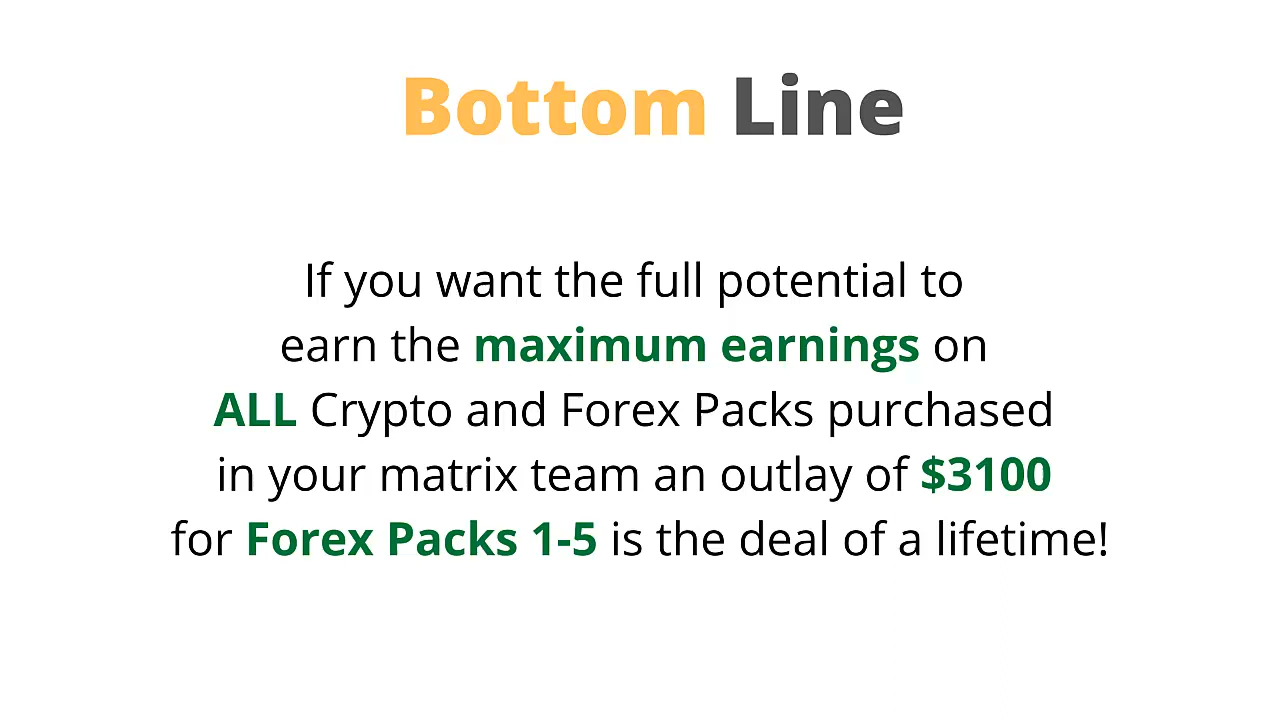 Bottom Line
If you want the full potential to
earn the maximum earnings on
ALL Crypto and Forex Packs purchased
in your matrix team an outlay of $3100
for Forex Packs 1-5 is the deal of a lifetime!